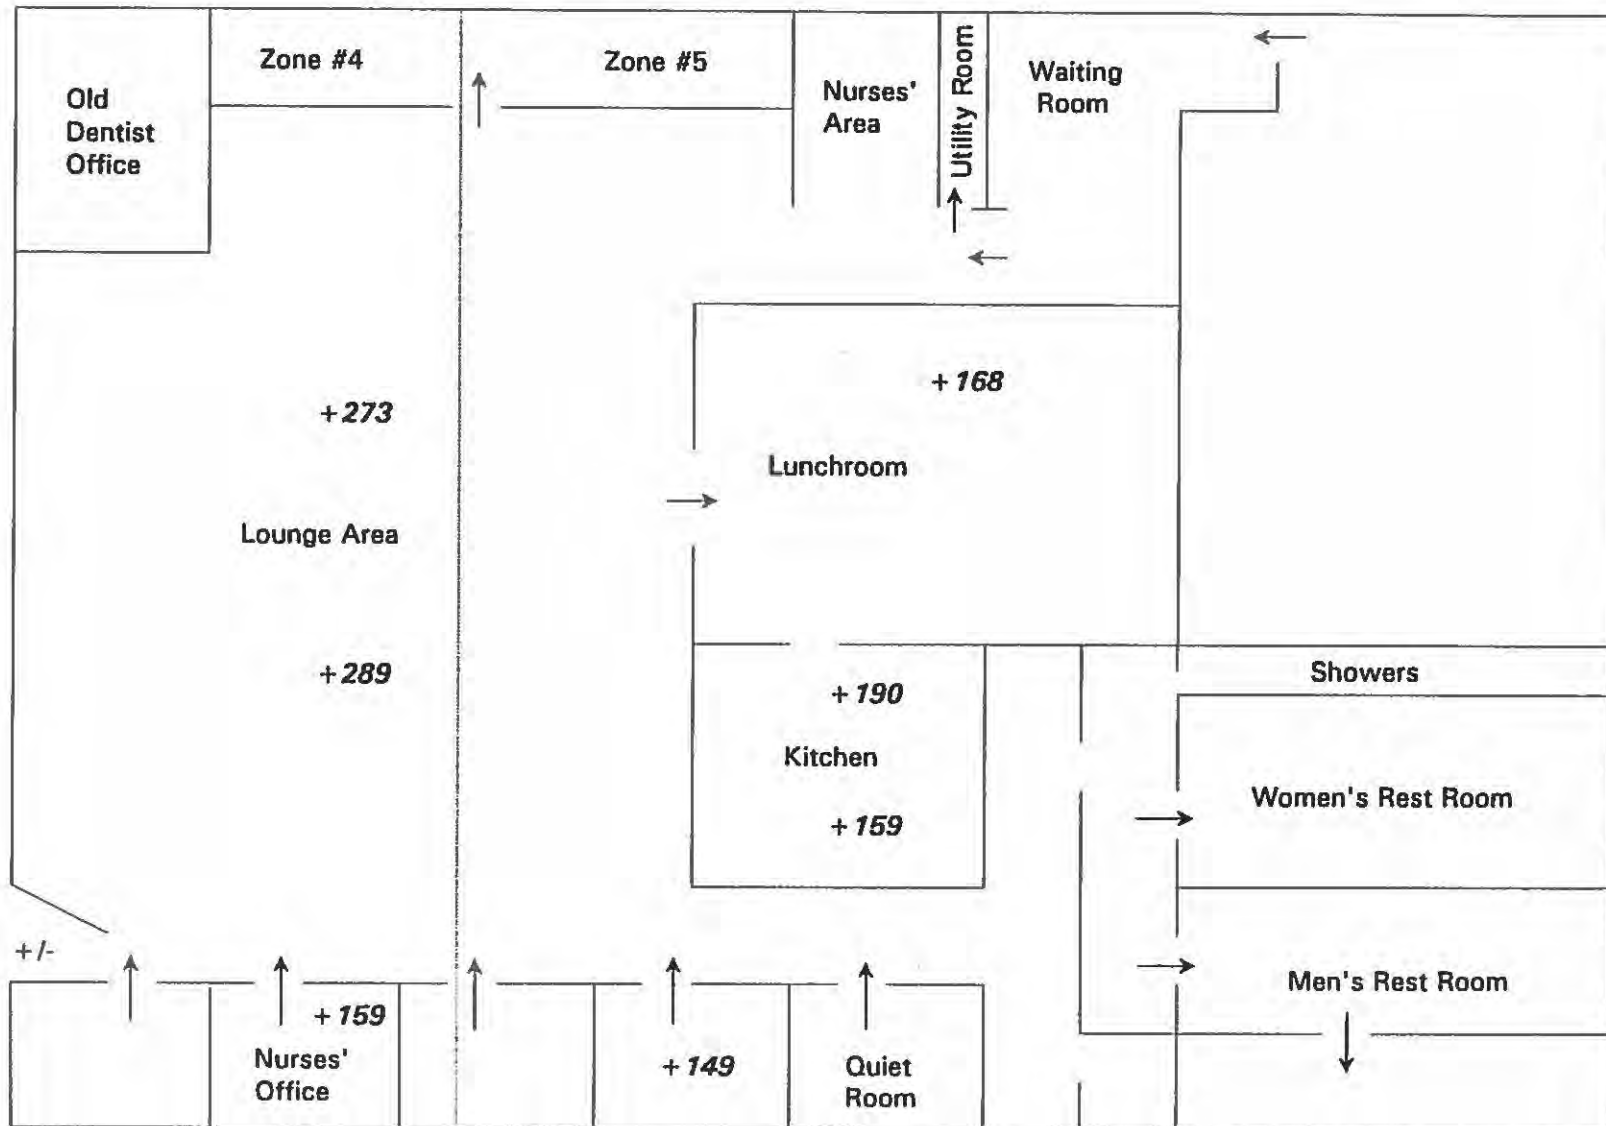 Zone #4
Zone #5
Old
Dentist
Office
Nurses'
Area
Utility Room
Waiting
Room
+273
+168
Lunchroom
Lounge Area
+289
+190
Kitchen
+159
Showers
Women's Rest Room
Men's Rest Room
+/-
+159
Nurses'
Office
+149
Quiet
Room